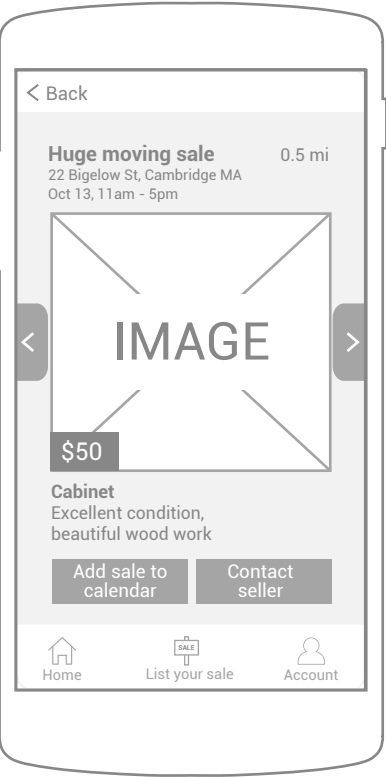 < Back
Huge moving sale 0.5 mi
22 Bigelow St, Cambridge MA
Oct 13, 11am - 5pm
IMAGE
< >
$50
Cabinet
Excellent condition,
beautiful wood work
Add sale to
calendar
Contact
seller
SALE
Home List your sale Account